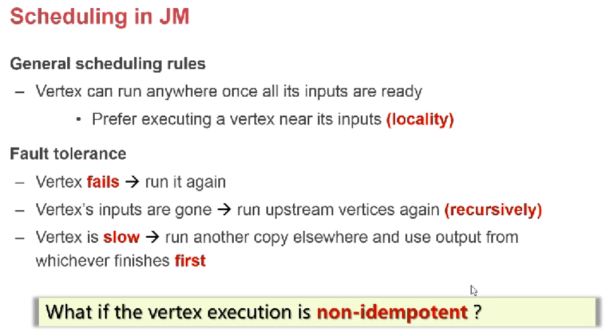 Scheduling in JM
General scheduling rules
– Vertex can run anywhere once all its inputs are ready
• Prefer executing a vertex near its inputs (locality)
Fault tolerance
– Vertex fails → run it again
– Vertex's inputs are gone → run upstream vertices again (recursively)
– Vertex is slow → run another copy elsewhere and use output from
whichever finishes first
What if the vertex execution is non-idempotent ?